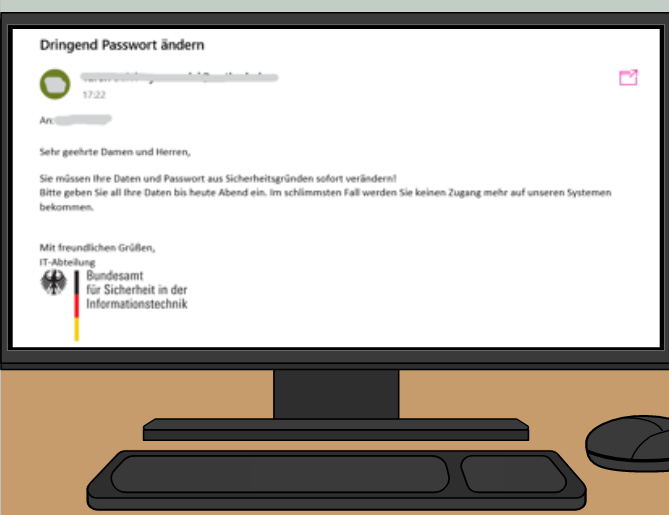 Dringend Passwort ändern
17:22
An:
Sehr geehrte Damen und Herren,
Sie müssen Ihre Daten und Passwort aus Sicherheitsgründen sofort verändern!
Bitte geben Sie all Ihre Daten bis heute Abend ein. Im schlimmsten Fall werden Sie keinen Zugang mehr auf unseren Systemen
bekommen.
Mit freundlichen Grüßen,
IT-Abteilung
Bundesamt
für Sicherheit in der
Informationstechnik